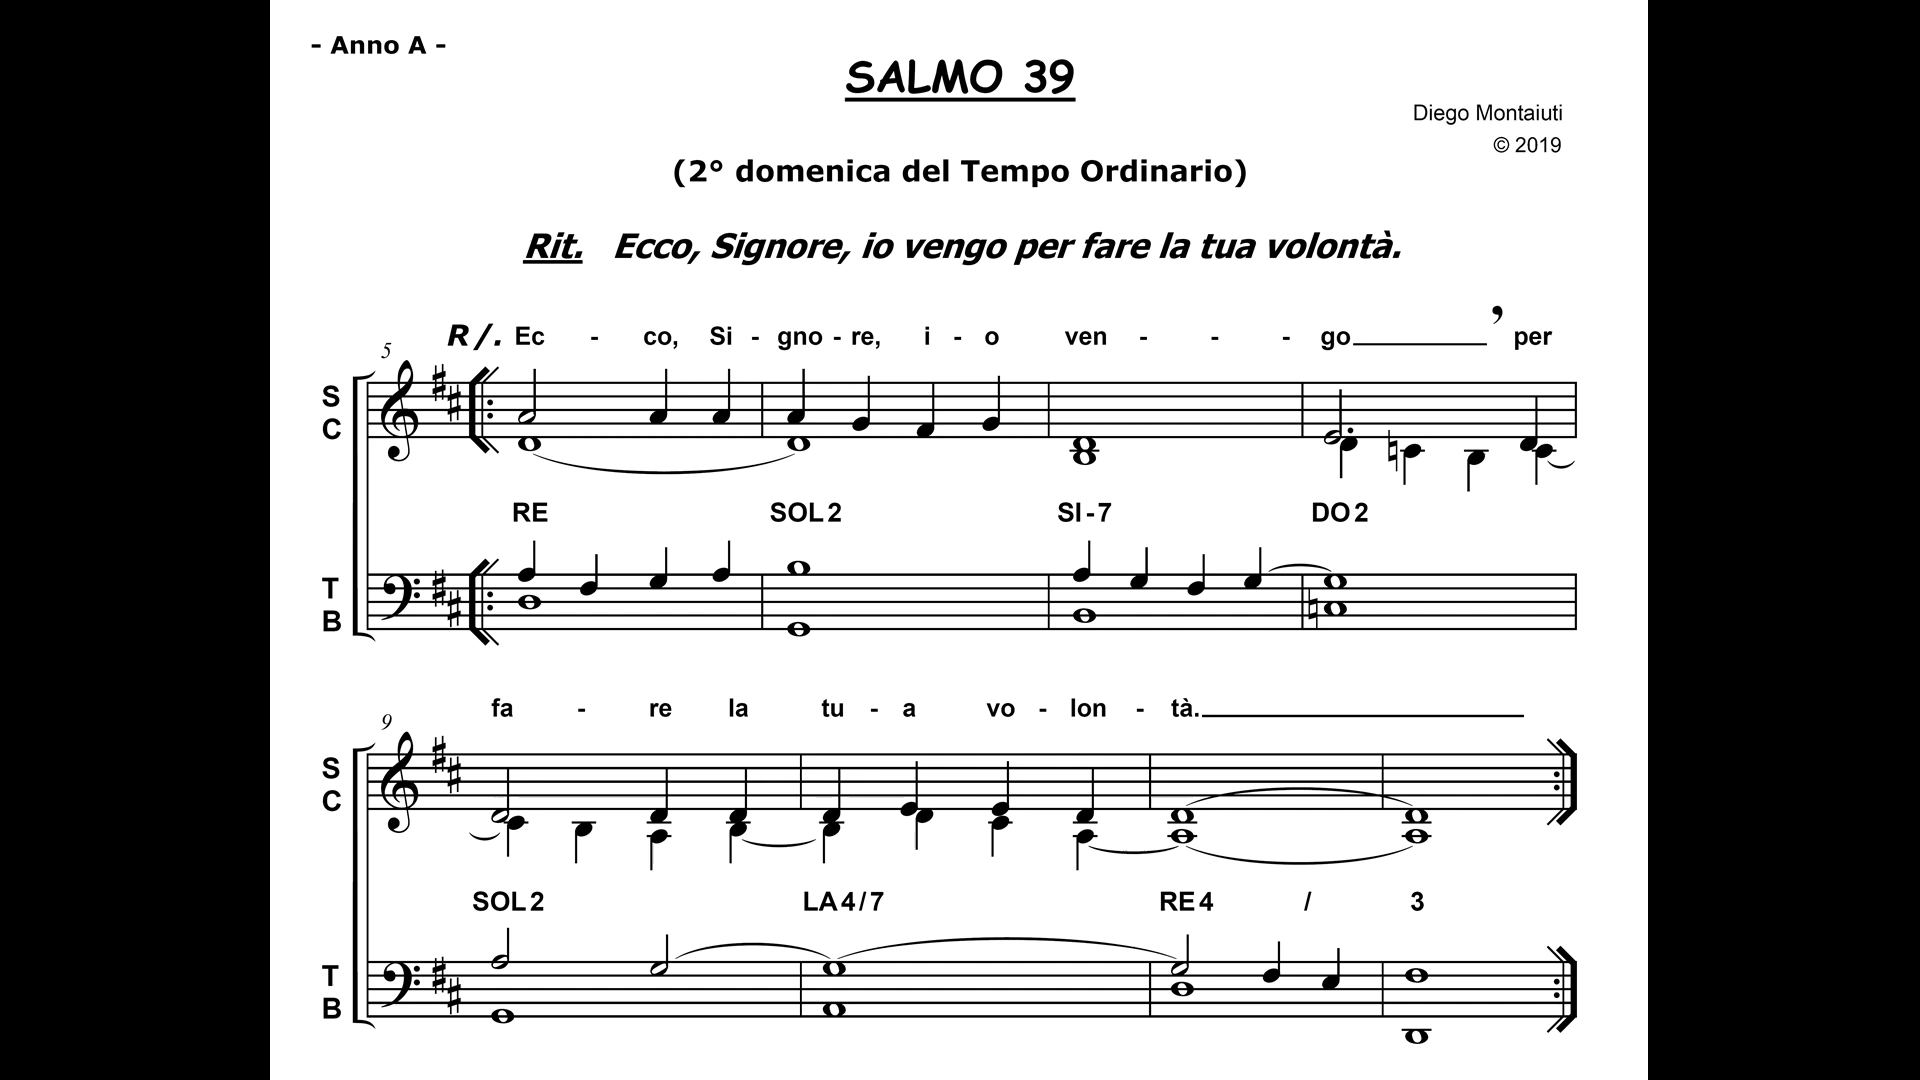 - Anno A -
SALMO 39
Diego Montaiuti
© 2019
(2° domenica del Tempo Ordinario)
Rit. Ecco, Signore, io vengo per fare la tua volontà.
R/. Ec - co, Si - gno - re, i - o ven - - - go per
5
S
C
RE SOL2 SI-7 DO2
T
B
fa - re la tu - a vo - lon - tà.
9
S
C
SOL2 LA4/7 RE4 / 3
T
B